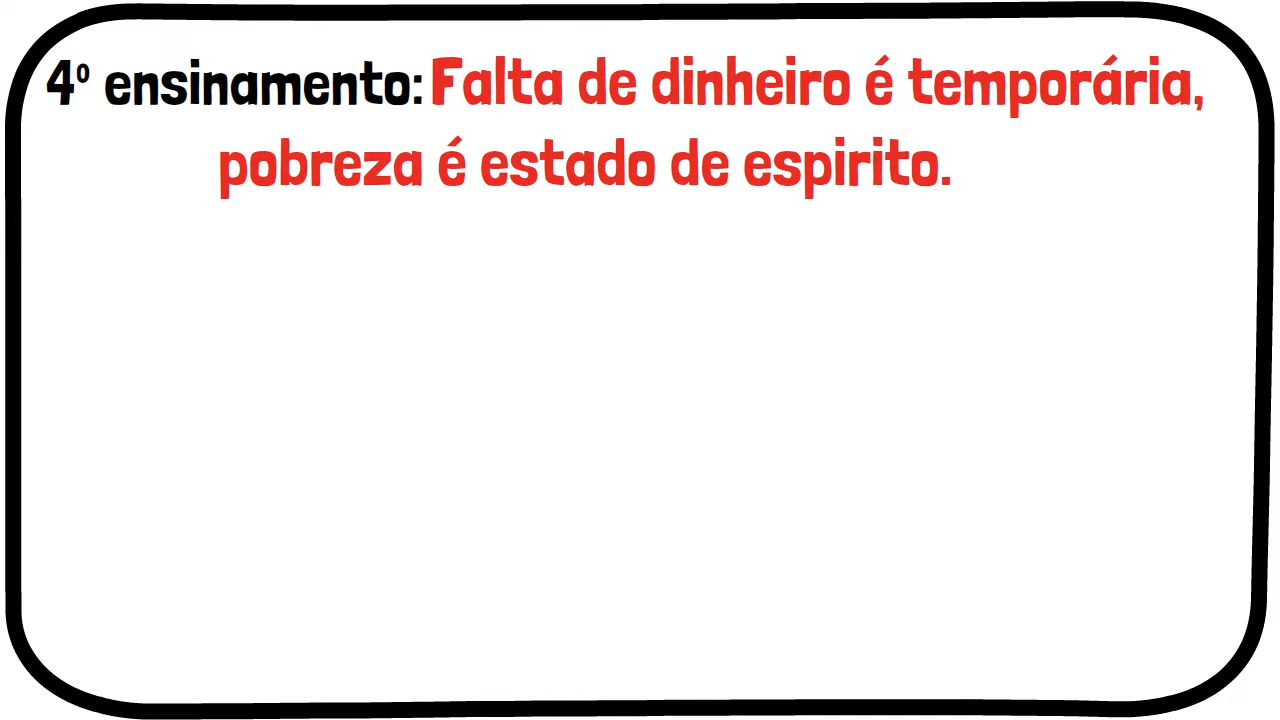 4º ensinamento: Falta de dinheiro é temporária,
pobreza é estado de espirito.